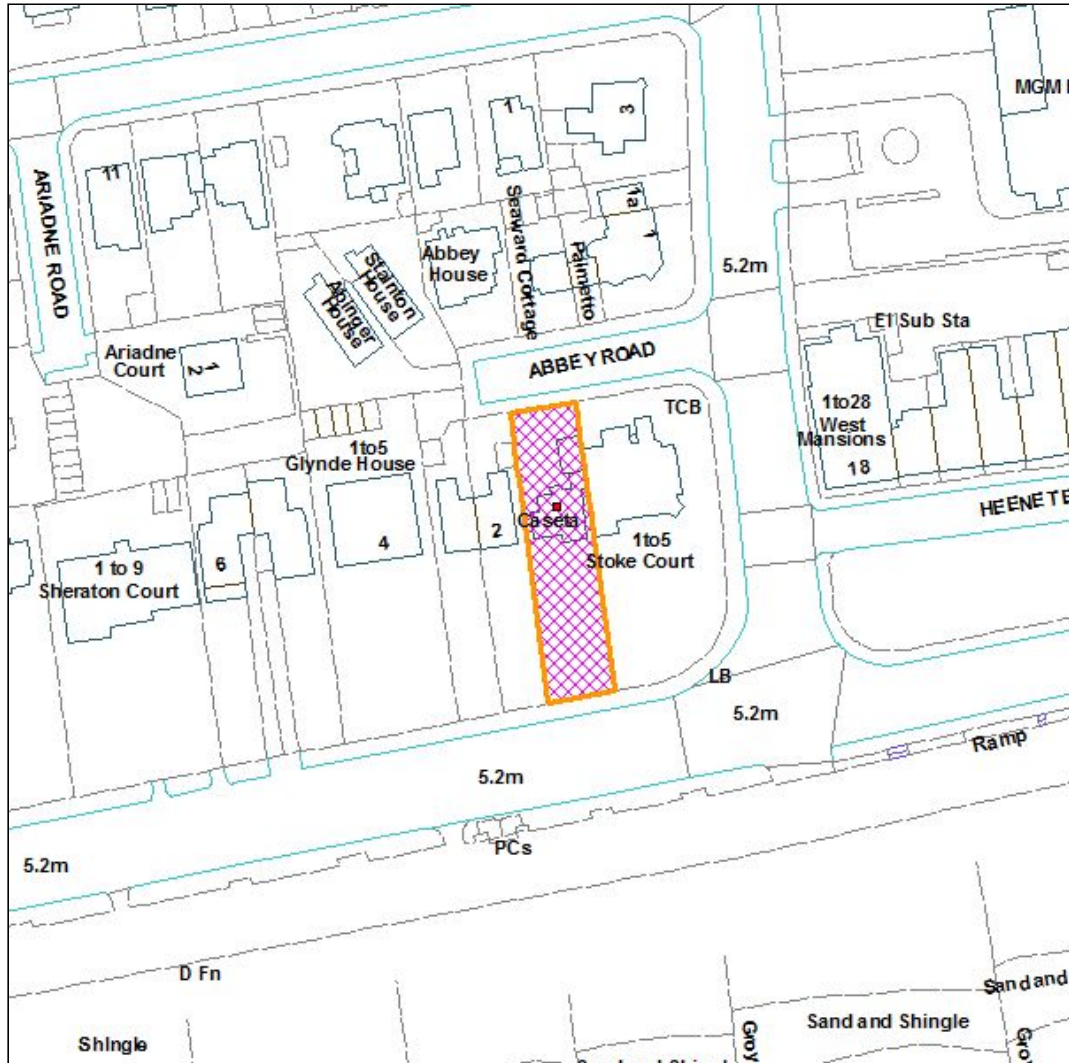 MGM
1
3
11
ARIADNE ROAD
1a
1
Seaward Cottage
Palmetto
Abbey
House
Stainton
House
Abinger
House
5.2m
El Sub Sta
Ariadne
Court
1
2
ABBEY ROAD
TCB
1to28
West
Mansions
18
1to5
Glynde House
HEENE TE
2
Caseta
4
1to5
Stoke Court
6
1 to 9
Sheraton Court
LB
5.2m
Ramp
5.2m
PCs
5.2m
D Fn
Sand and
Sand and Shingle
Shingle
Groy
Gro